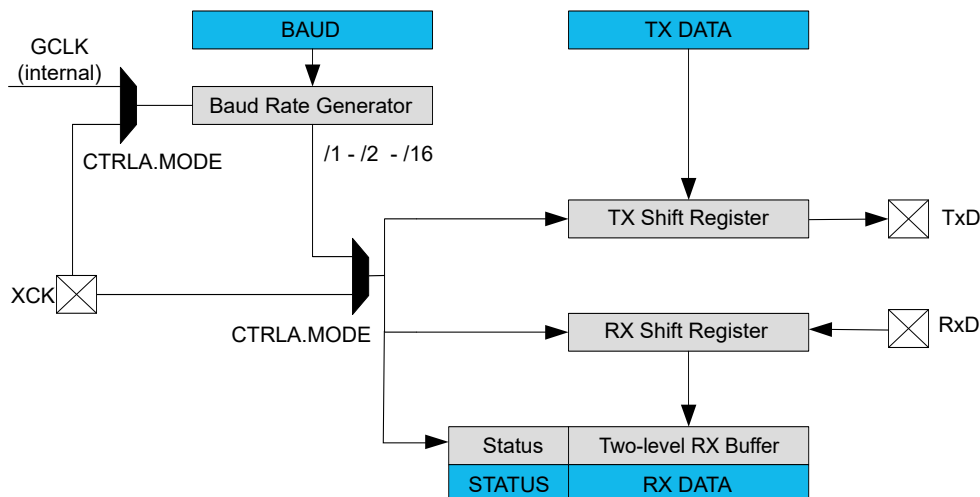 BAUD
TX DATA
GCLK
(internal)
Baud Rate Generator
/1 - /2 - /16
CTRLA.MODE
TX Shift Register
TxD
XCK
CTRLA.MODE
RX Shift Register
RxD
Status
Two-level RX Buffer
STATUS
RX DATA